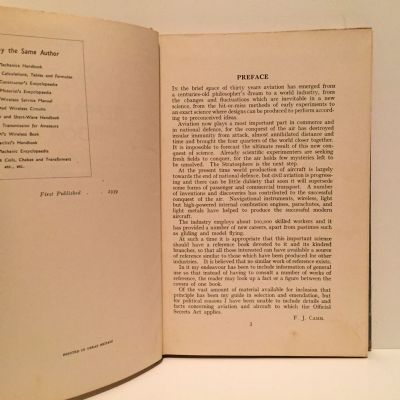 by the Same Author
Mechanics Handbook
Calculations, Tables and Formulae
Constructor's Encyclopaedia
Motorist's Encyclopaedia
Wireless Service Manual
and Wireless Circuits
and Short-Wave Handbook
Transmission for Amateurs
Wireless Book
Handbook
Mechanic Encyclopaedia
Coils, Chokes and Transformers
etc., etc.
First Published . . 1939
PRINTED IN GREAT BRITAIN
PREFACE
In the brief space of thirty years aviation has emerged from
a centuries-old philosopher's dream to a world industry, from
the changes and fluctuations which are inevitable in a new
science, from the hit-or-miss methods of early experiments to
an exact science where designs can be produced to perform accord-
ing to preconceived ideas.
Aviation now plays a most important part in commerce and
in national defence, for the conquest of the air has destroyed
insular immunity from attack, almost annihilated distance and
time and brought the four quarters of the world closer together.
It is impossible to forecast the ultimate result of this new con-
quest. Already scientific experimenters are seeking
fresh fields to conquer, for the air holds few mysteries left to
be unsolved. The Stratosphere is the next step.
At the present time world production of aircraft is largely
towards the end of national defence, but civil aviation is progress-
ing and there can be little dubiety that soon it will supersede
some forms of passenger and commercial transport. A number
of inventions and discoveries has contributed to the successful
conquest of the air. Navigational instruments, wireless, light
but high-powered internal combustion engines, parachutes, and
light metals have helped to produce the successful modern
aircraft.
The industry employs about 100,000 skilled workers and it
has provided a number of new careers, apart from pastimes such
as gliding and model flying.
At such a time it is appropriate that this important science
should have a reference book devoted to it and its kindred
branches, so that all those interested can have available a source
of reference similar to those which have been produced for other
industries. It is believed that no similar work of reference exists.
In it my endeavour has been to include information of general
use so that instead of having to consult a number of weeks of
reference, the reader may look up a fact or a figure between the
covers of one book.
Of the vast amount of material available for inclusion that
principle has been my guide in selection and emendation, but
for political reasons I have been unable to include details and
facts concerning aviation and aircraft to which the Official
Secrets Act applies.
F. J. CAMM.
3